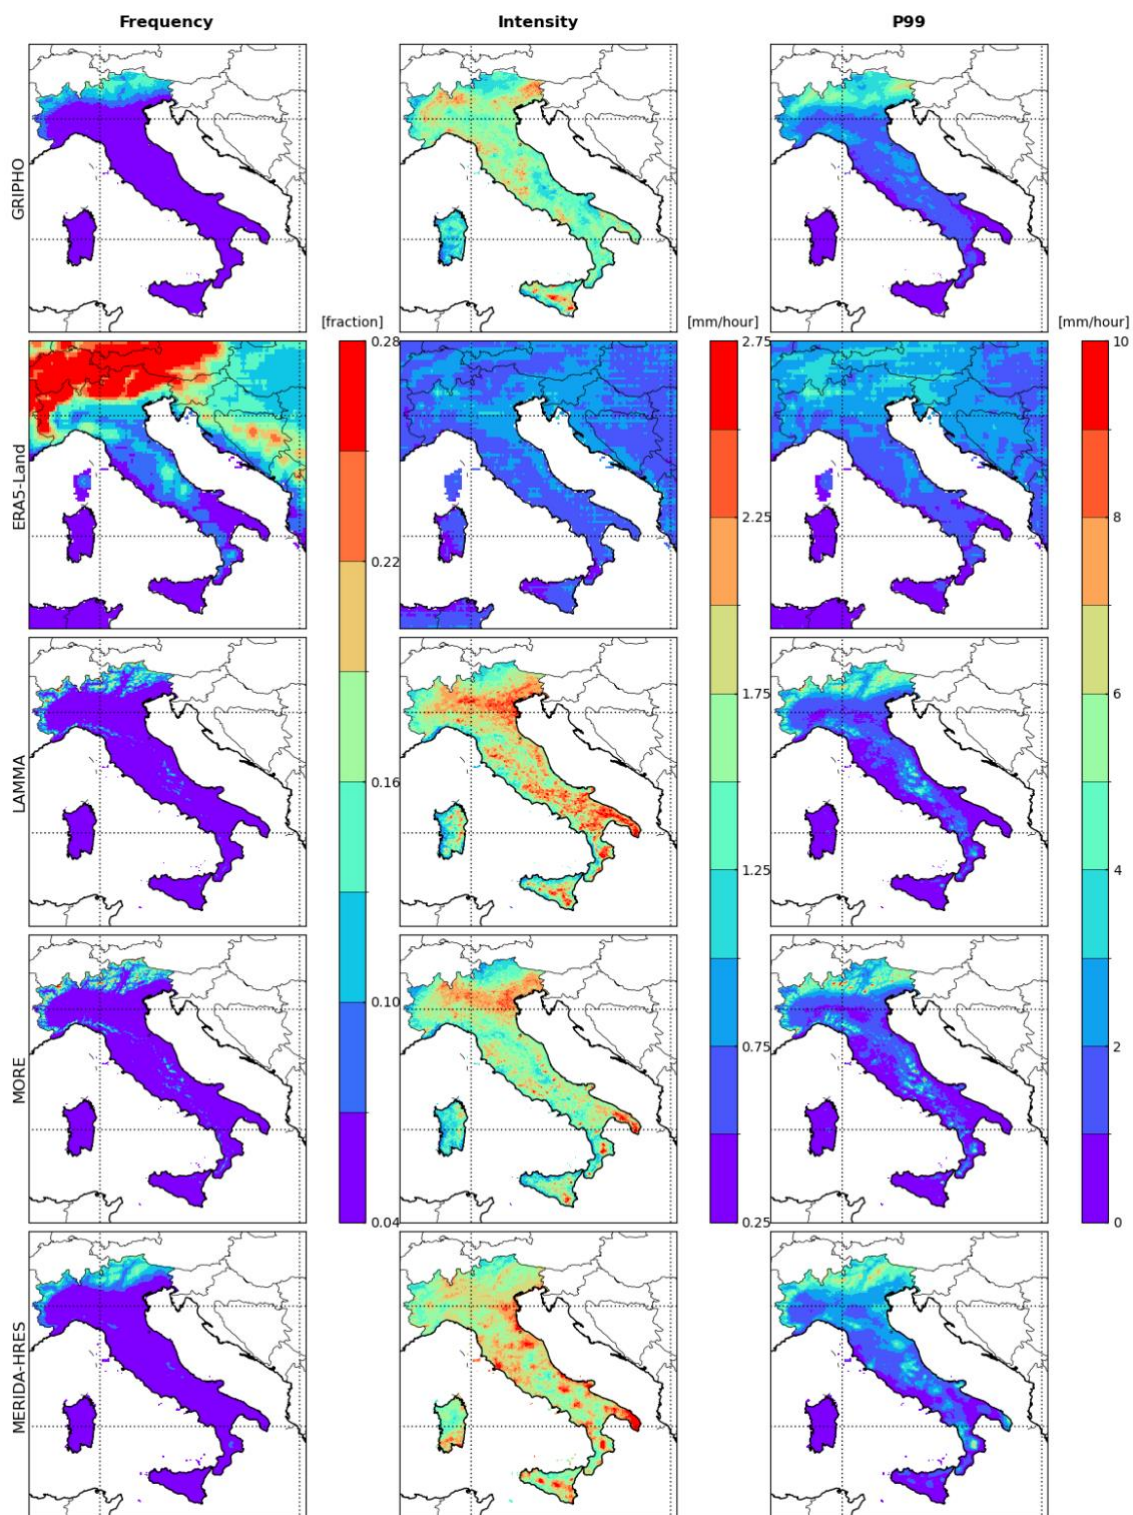 Frequency
Intensity
P99
GRIPHO
[fraction]
[mm/hour]
[mm/hour]
0.28
2.75
10
ERA5-Land
0.22
2.25
8
1.75
6
LAMMA
0.16
1.25
4
0.10
0.75
2
MORE
0.04
0.25
0
MERIDA-HRES